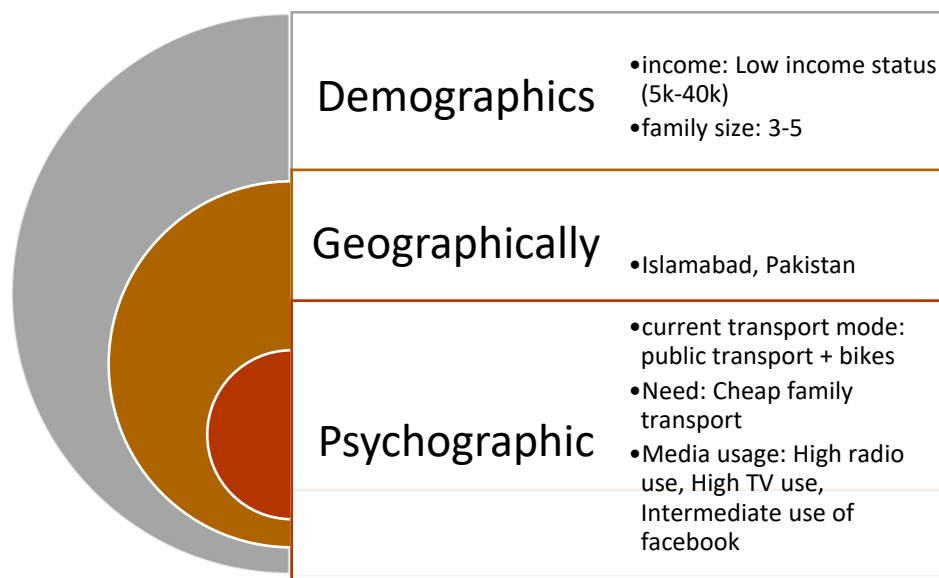 Demographics
•income: Low income status
(5k-40k)
•family size: 3-5
Geographically
•Islamabad, Pakistan
Psychographic
•current transport mode:
public transport + bikes
•Need: Cheap family
transport
•Media usage: High radio
use, High TV use,
Intermediate use of
facebook